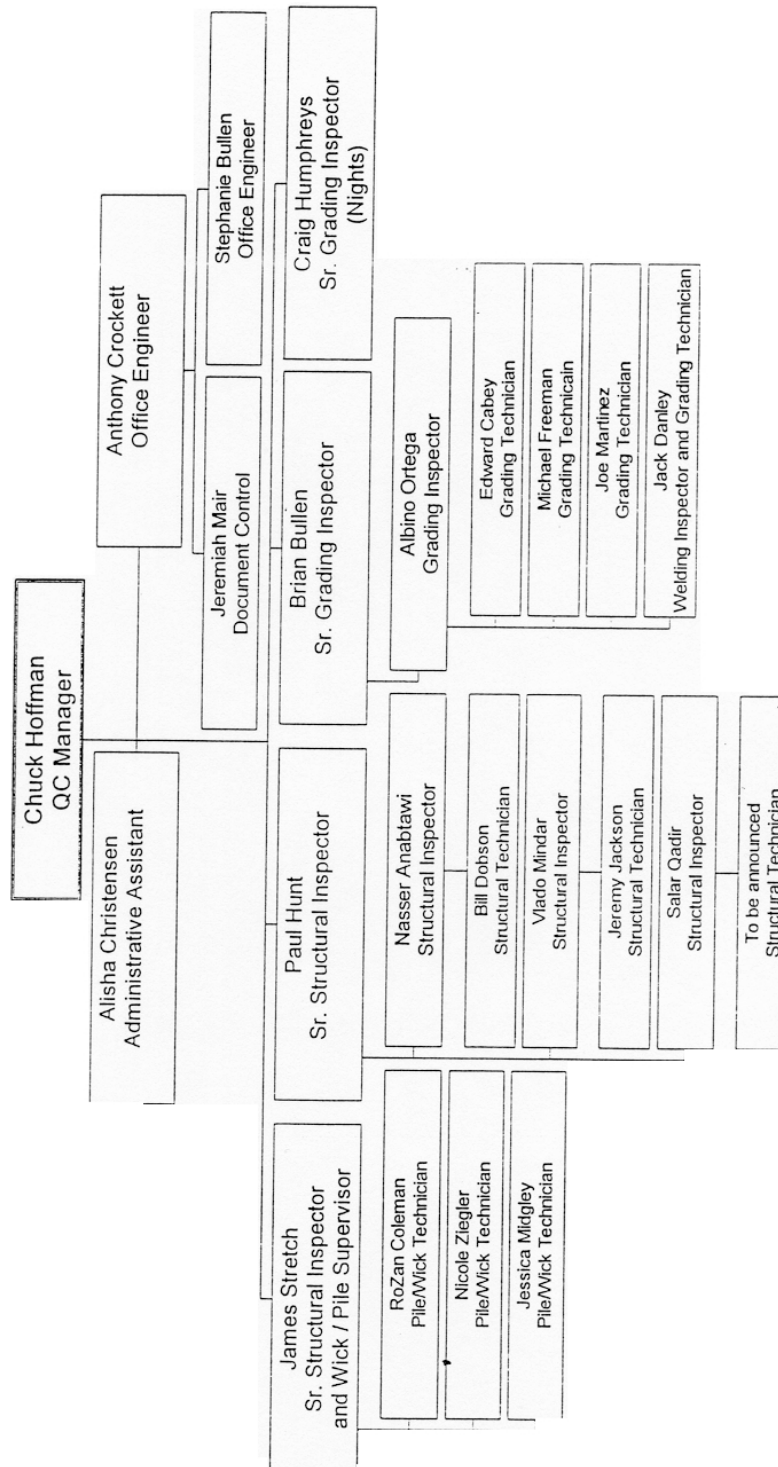 Chuck Hoffman
QC Manager
Alisha Christensen
Administrative Assistant
Anthony Crockett
Office Engineer
Jeremiah Mair
Document Control
Stephanie Bullen
Office Engineer
James Stretch
Sr. Structural Inspector
and Wick / Pile Supervisor
Paul Hunt
Sr. Structural Inspector
Brian Bullen
Sr. Grading Inspector
Craig Humphreys
Sr. Grading Inspector
(Nights)
RoZan Coleman
Pile/Wick Technician
Nicole Ziegler
Pile/Wick Technician
Jessica Midgley
Pile/Wick Technician
Nasser Anabtawi
Structural Inspector
Bill Dobson
Structural Technician
Vlado Mindar
Structural Inspector
Jeremy Jackson
Structural Technician
Salar Qadir
Structural Inspector
To be announced
Structural Technician
Albino Ortega
Grading Inspector
Edward Cabey
Grading Technician
Michael Freeman
Grading Technicain
Joe Martinez
Grading Technician
Jack Danley
Welding Inspector and Grading Technician